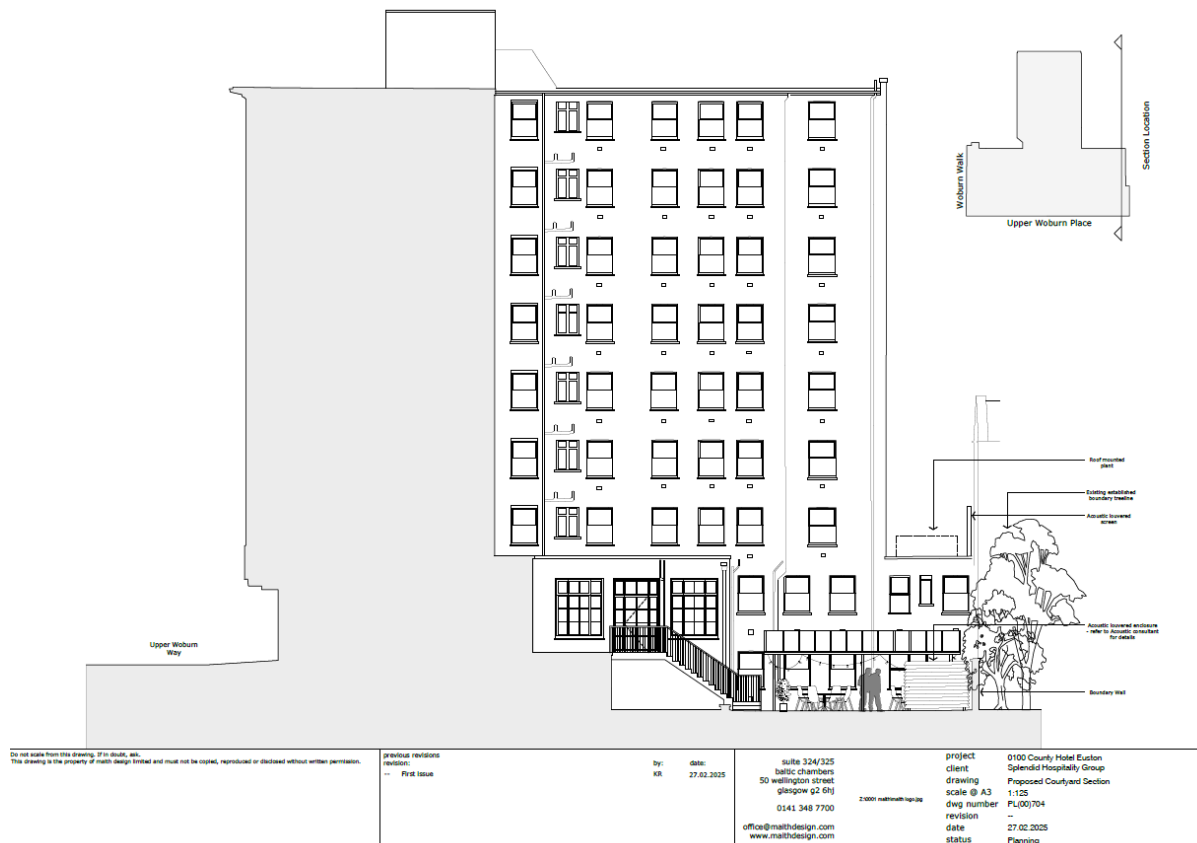 Woburn Walk
Section Location
Upper Woburn Place
Roof mounted
plant
Existing established
boundary treeline
Acoustic louvered
screen
Acoustic louvered enclosure
- refer to Acoustic consultant
for details
Boundary Wall
Upper Woburn
Way
Do not scale from this drawing. If in doubt, ask.
This drawing is the property of maith design limited and must not be copied, reproduced or disclosed without written permission.
previous revisions
revision: by: date:
-- First issue KR 27.02.2025
suite 324/325
baltic chambers
50 wellington street
glasgow g2 6hj
0141 348 7700
office@maithdesign.com
www.maithdesign.com
Z:\0001 maith\maith logo.jpg
project 0100 County Hotel Euston
client Splendid Hospitality Group
drawing Proposed Courtyard Section
scale @ A3 1:125
dwg number PL(00)704
revision --
date 27.02.2025
status Planning